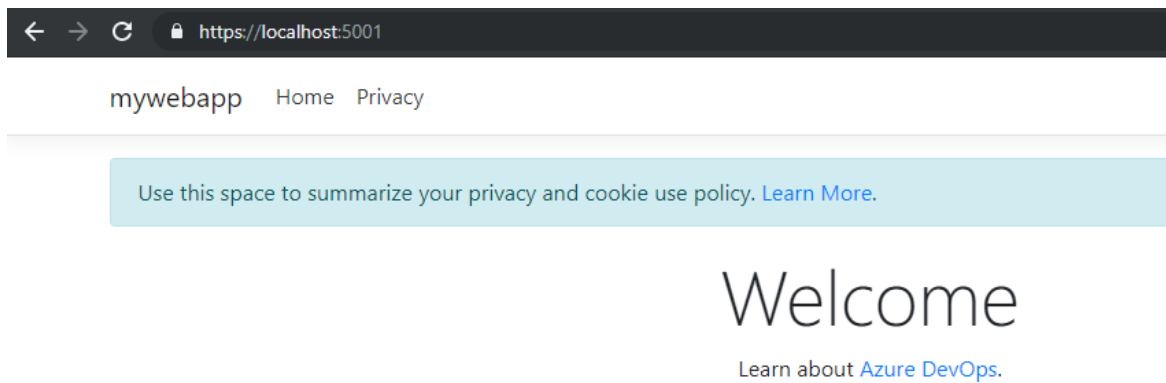 https://localhost:5001
mywebapp Home Privacy
Use this space to summarize your privacy and cookie use policy. Learn More.
Welcome
Learn about Azure DevOps.